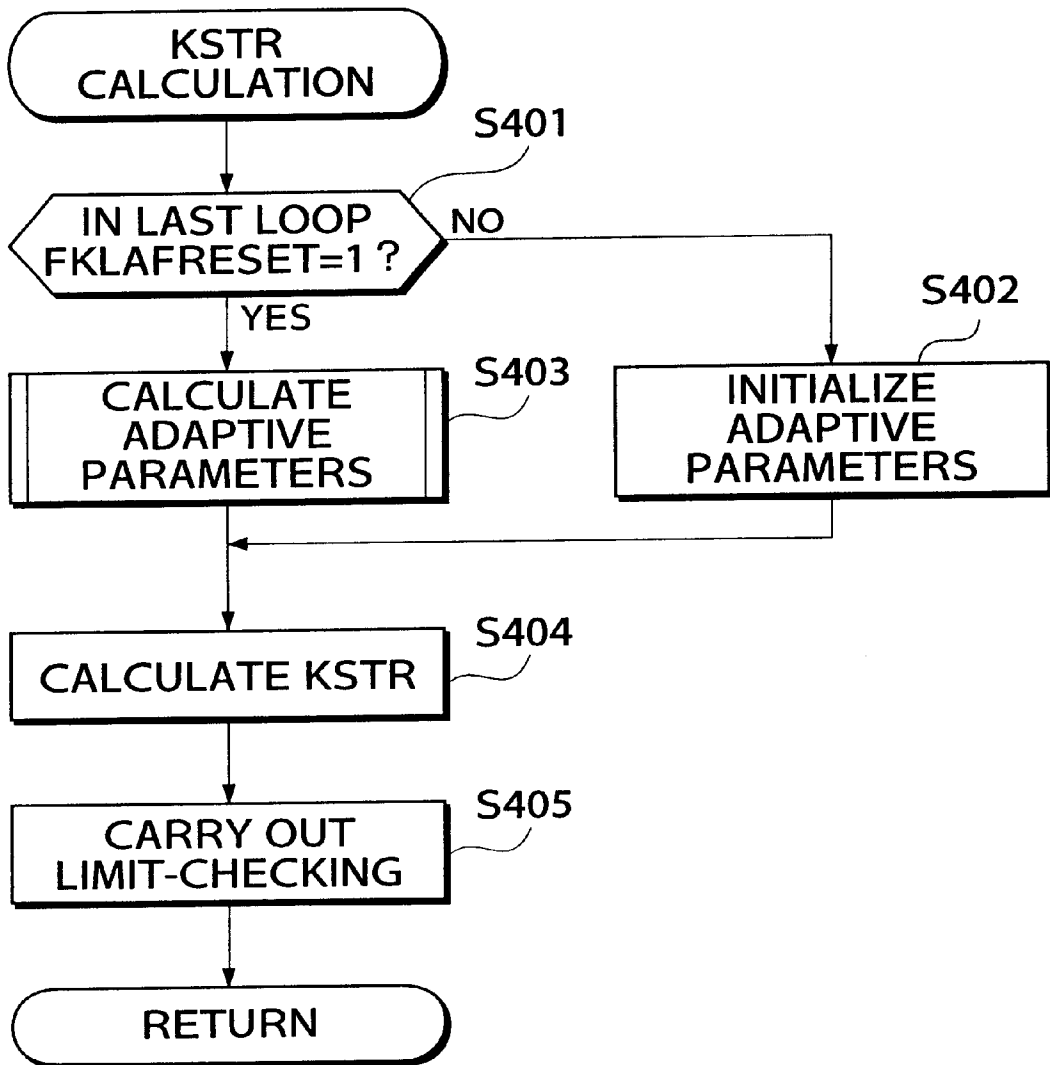 KSTR
CALCULATION
S401
IN LAST LOOP
FKLAFRESET=1 ?
NO
YES
S402
INITIALIZE
ADAPTIVE
PARAMETERS
S403
CALCULATE
ADAPTIVE
PARAMETERS
S404
CALCULATE KSTR
S405
CARRY OUT
LIMIT-CHECKING
RETURN